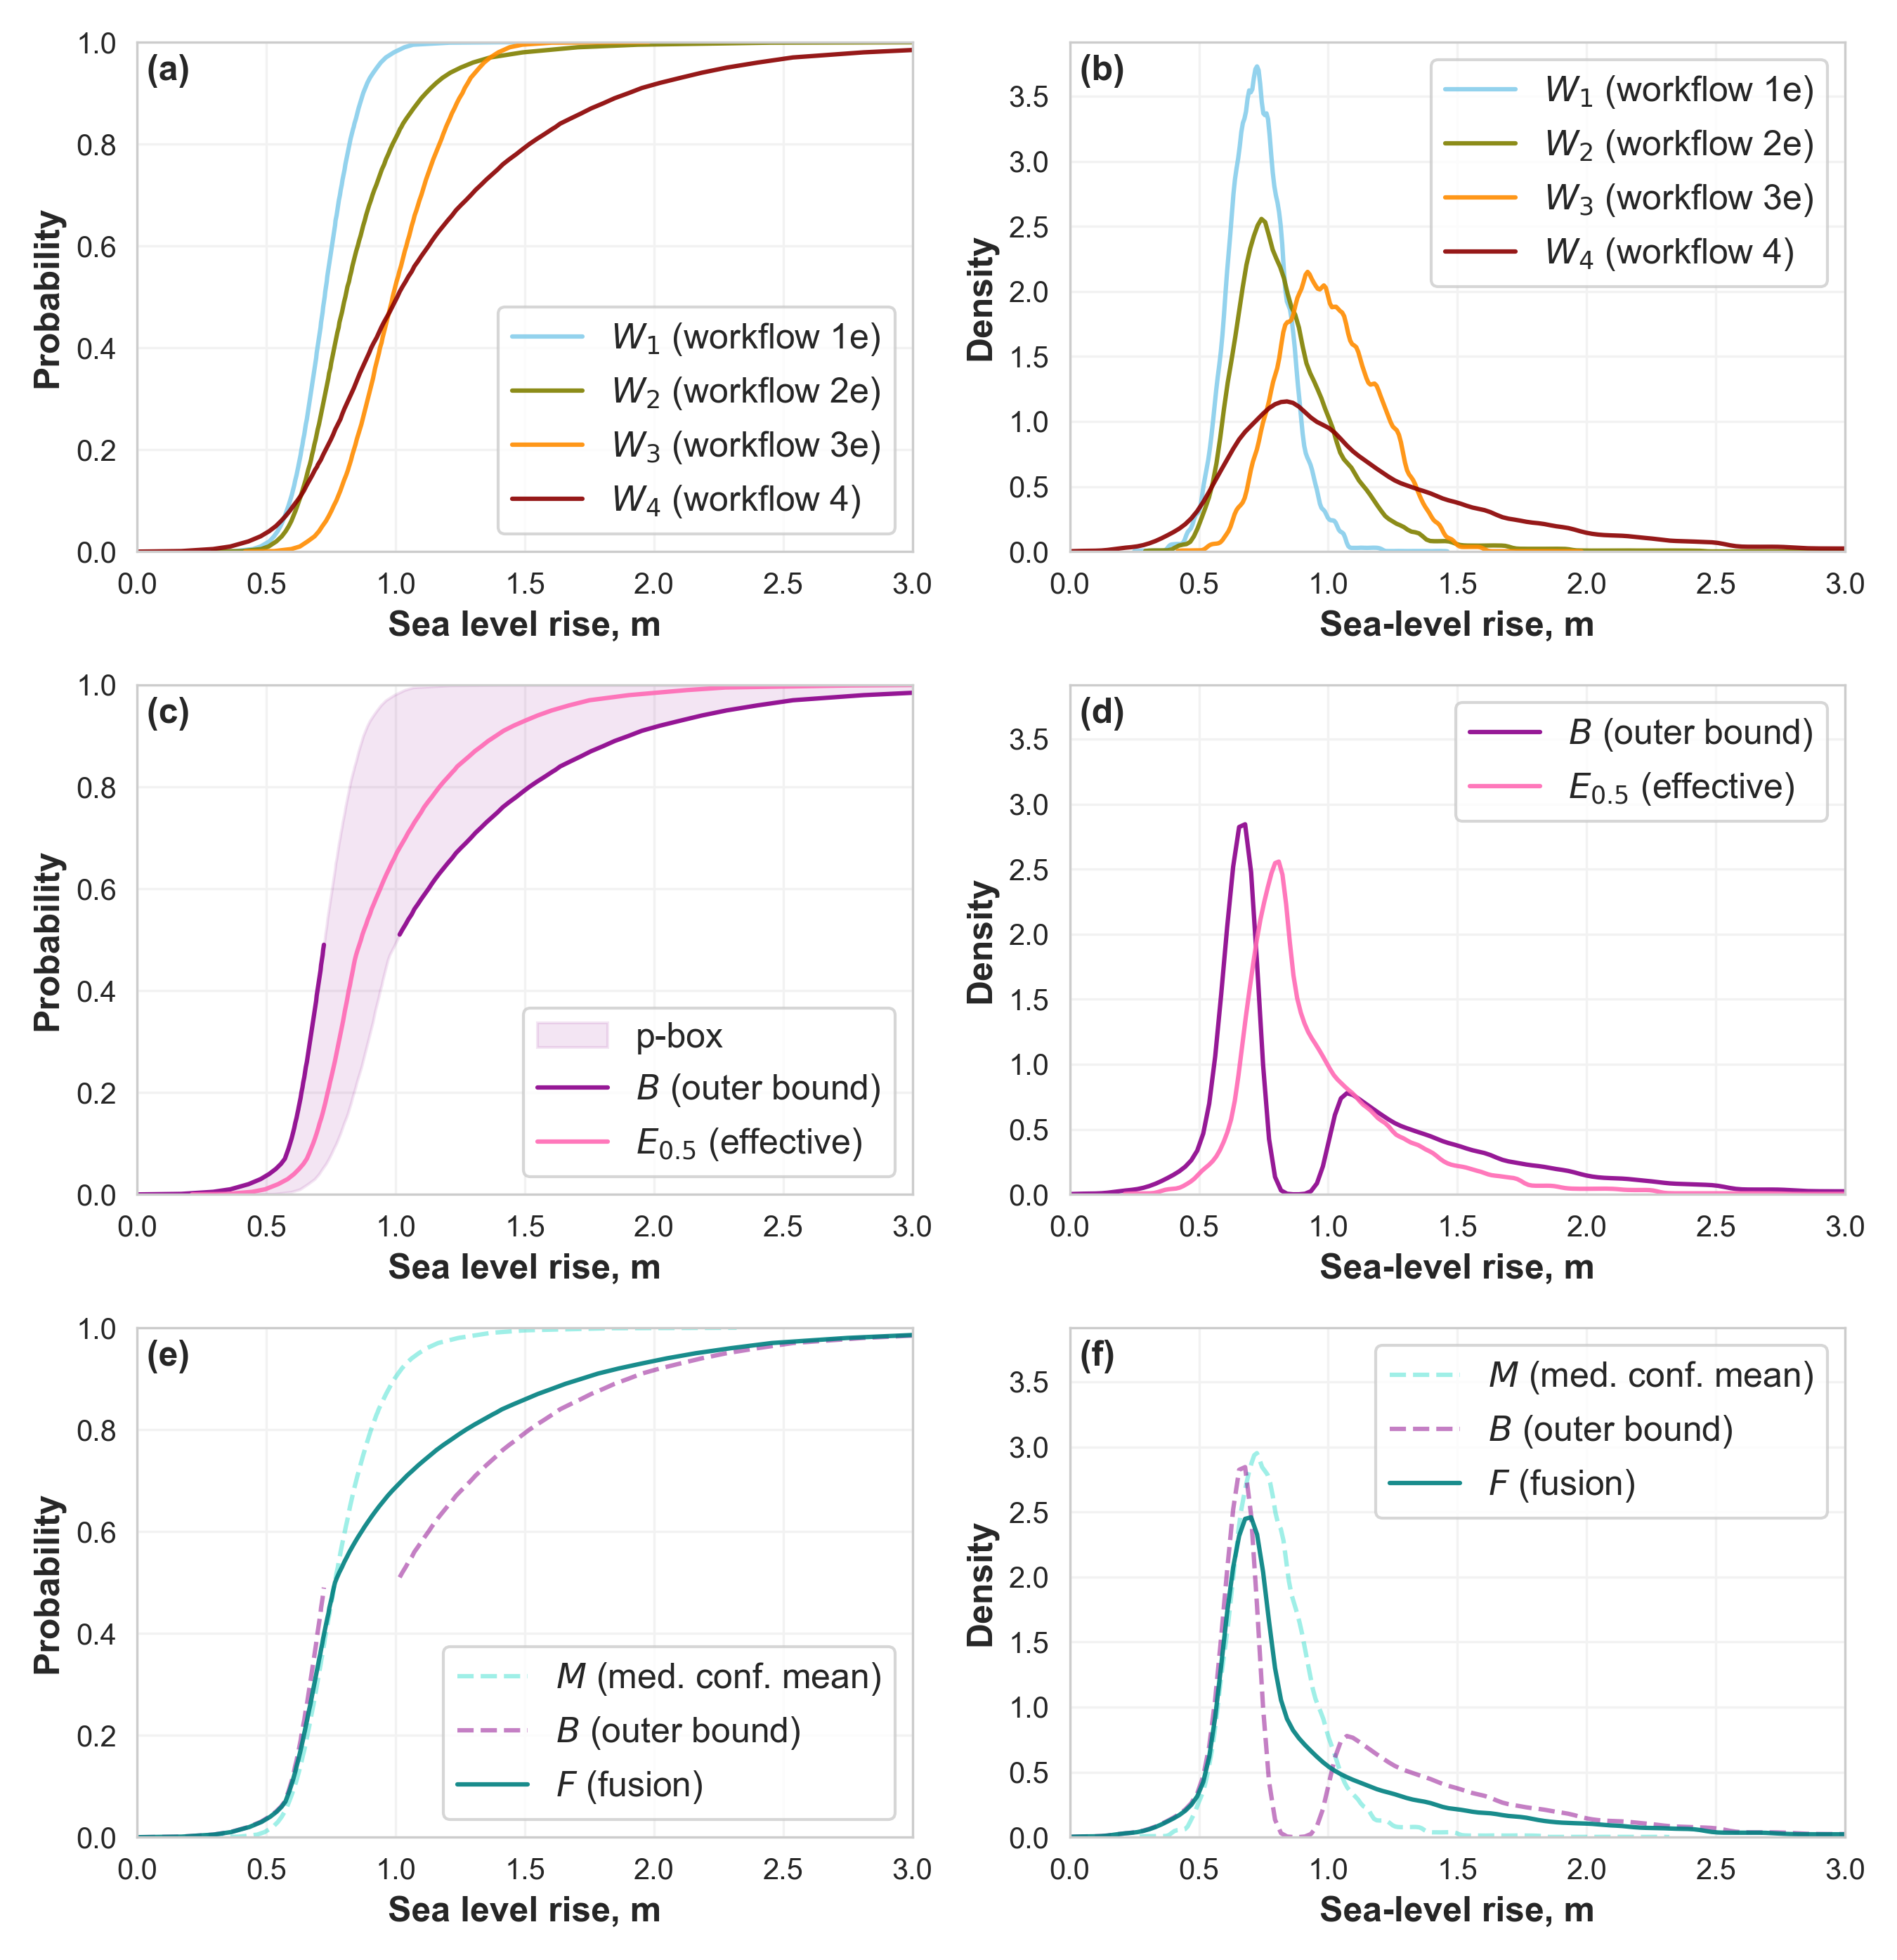 (a)
Probability
1.0
0.8
0.6
0.4
0.2
0.0
W1 (workflow 1e)
W2 (workflow 2e)
W3 (workflow 3e)
W4 (workflow 4)
0.0 0.5 1.0 1.5 2.0 2.5 3.0
Sea level rise, m
(b)
Density
3.5
3.0
2.5
2.0
1.5
1.0
0.5
0.0
W1 (workflow 1e)
W2 (workflow 2e)
W3 (workflow 3e)
W4 (workflow 4)
0.0 0.5 1.0 1.5 2.0 2.5 3.0
Sea-level rise, m
(c)
Probability
1.0
0.8
0.6
0.4
0.2
0.0
p-box
B (outer bound)
E0.5 (effective)
0.0 0.5 1.0 1.5 2.0 2.5 3.0
Sea level rise, m
(d)
Density
3.5
3.0
2.5
2.0
1.5
1.0
0.5
0.0
B (outer bound)
E0.5 (effective)
0.0 0.5 1.0 1.5 2.0 2.5 3.0
Sea-level rise, m
(e)
Probability
1.0
0.8
0.6
0.4
0.2
0.0
M (med. conf. mean)
B (outer bound)
F (fusion)
0.0 0.5 1.0 1.5 2.0 2.5 3.0
Sea level rise, m
(f)
Density
3.5
3.0
2.5
2.0
1.5
1.0
0.5
0.0
M (med. conf. mean)
B (outer bound)
F (fusion)
0.0 0.5 1.0 1.5 2.0 2.5 3.0
Sea-level rise, m